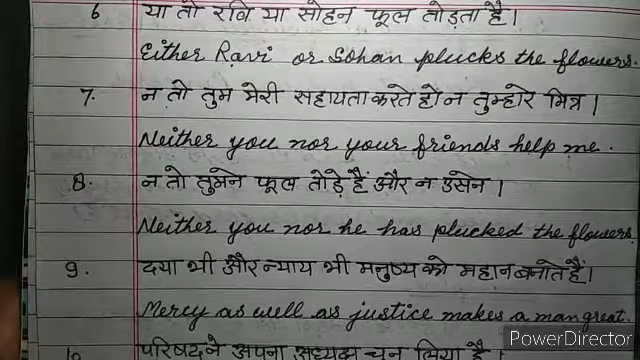 6 या तो रवि या सोहन फूल तोड़ता है।
Either Ravi or Sohan plucks the flowers.
7. न तो तुम मेरी सहायता करते हो न तुम्हारे मित्र।
Neither you nor your friends help me.
8. न तो तुमने फूल तोड़े हैं और न उसने।
Neither you nor he has plucked the flowers.
9. दया भी और न्याय भी मनुष्य को महान बनाते हैं।
Mercy as well as justice makes a man great.
10 परिषद ने अपना अध्यक्ष चुन लिया है।
PowerDirector